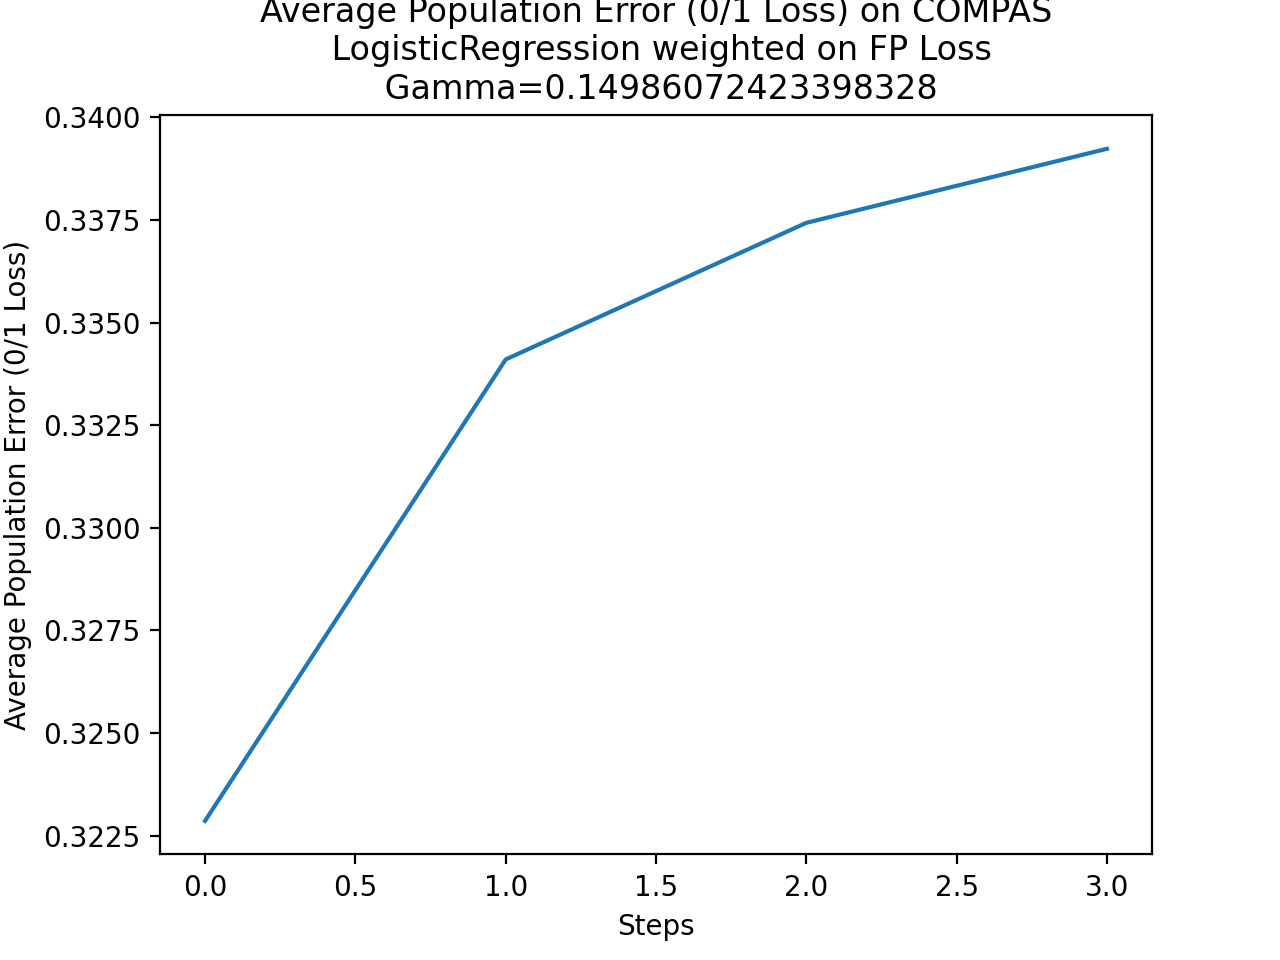 Average Population Error (0/1 Loss) on COMPAS
LogisticRegression weighted on FP Loss
Gamma=0.14986072423398328
0.3400
0.3375
0.3350
0.3325
0.3300
0.3275
0.3250
0.3225
Average Population Error (0/1 Loss)
0.0 0.5 1.0 1.5 2.0 2.5 3.0
Steps